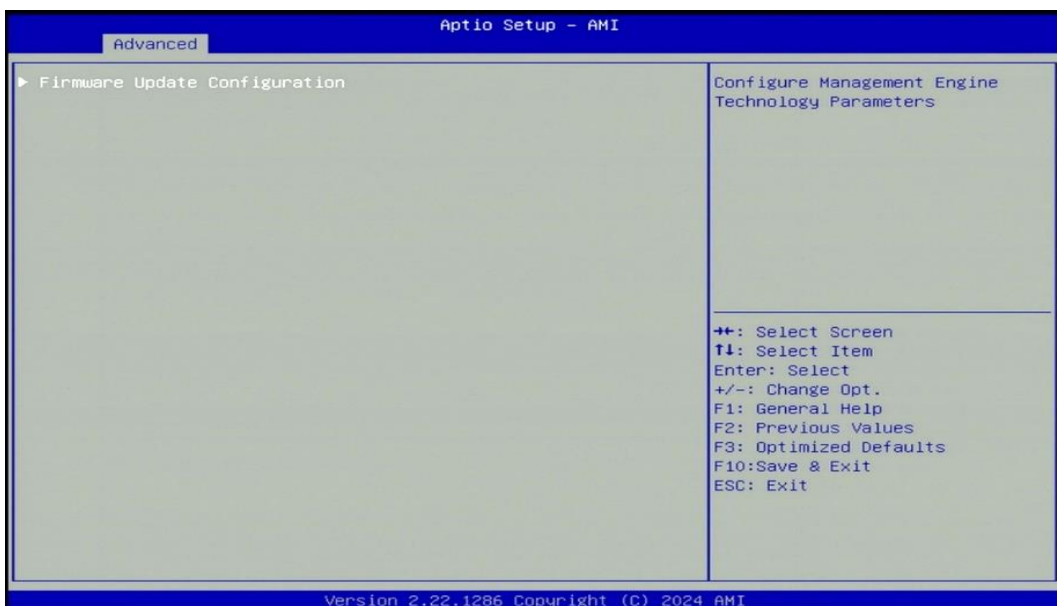 Aptio Setup - AMI
Advanced
▶ Firmware Update Configuration
Configure Management Engine
Technology Parameters
→←: Select Screen
↑↓: Select Item
Enter: Select
+/-: Change Opt.
F1: General Help
F2: Previous Values
F3: Optimized Defaults
F10:Save & Exit
ESC: Exit
Version 2.22.1286 Copyright (C) 2024 AMI